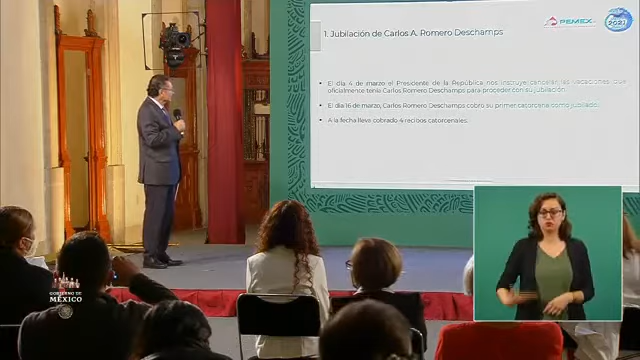 1. Jubilación de Carlos A. Romero Deschamps
PEMEX
2021
• El día 4 de marzo el Presidente de la República nos instruye cancelar las vacaciones que
oficialmente tenía Carlos Romero Deschamps para proceder con su jubilación.
• El día 16 de marzo, Carlos Romero Deschamps cobró su primer catorcena como jubilado.
• A la fecha lleva cobrado 4 recibos catorcenales.
GOBIERNO DE
MÉXICO